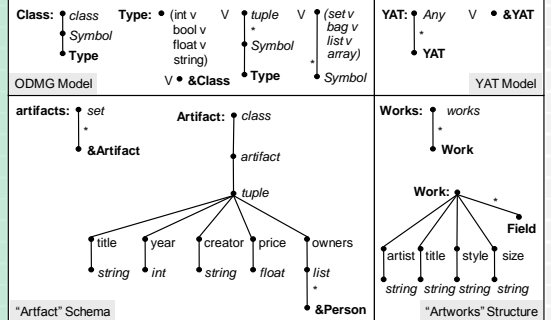 Class: class
Symbol
Type
Type: (int v
bool v
float v
string)
V &Class
V tuple
*
Symbol
Type
V (set v
bag v
list v
array)
*
Symbol
ODMG Model
YAT: Any V &YAT
*
YAT
YAT Model
artifacts: set
*
&Artifact
Artifact: class
artifact
tuple
title year creator price owners
string int string float list
*
&Person
“Artfact” Schema
Works: works
*
Work
Work:
*
Field
artist title style size
string string string string
“Artworks” Structure